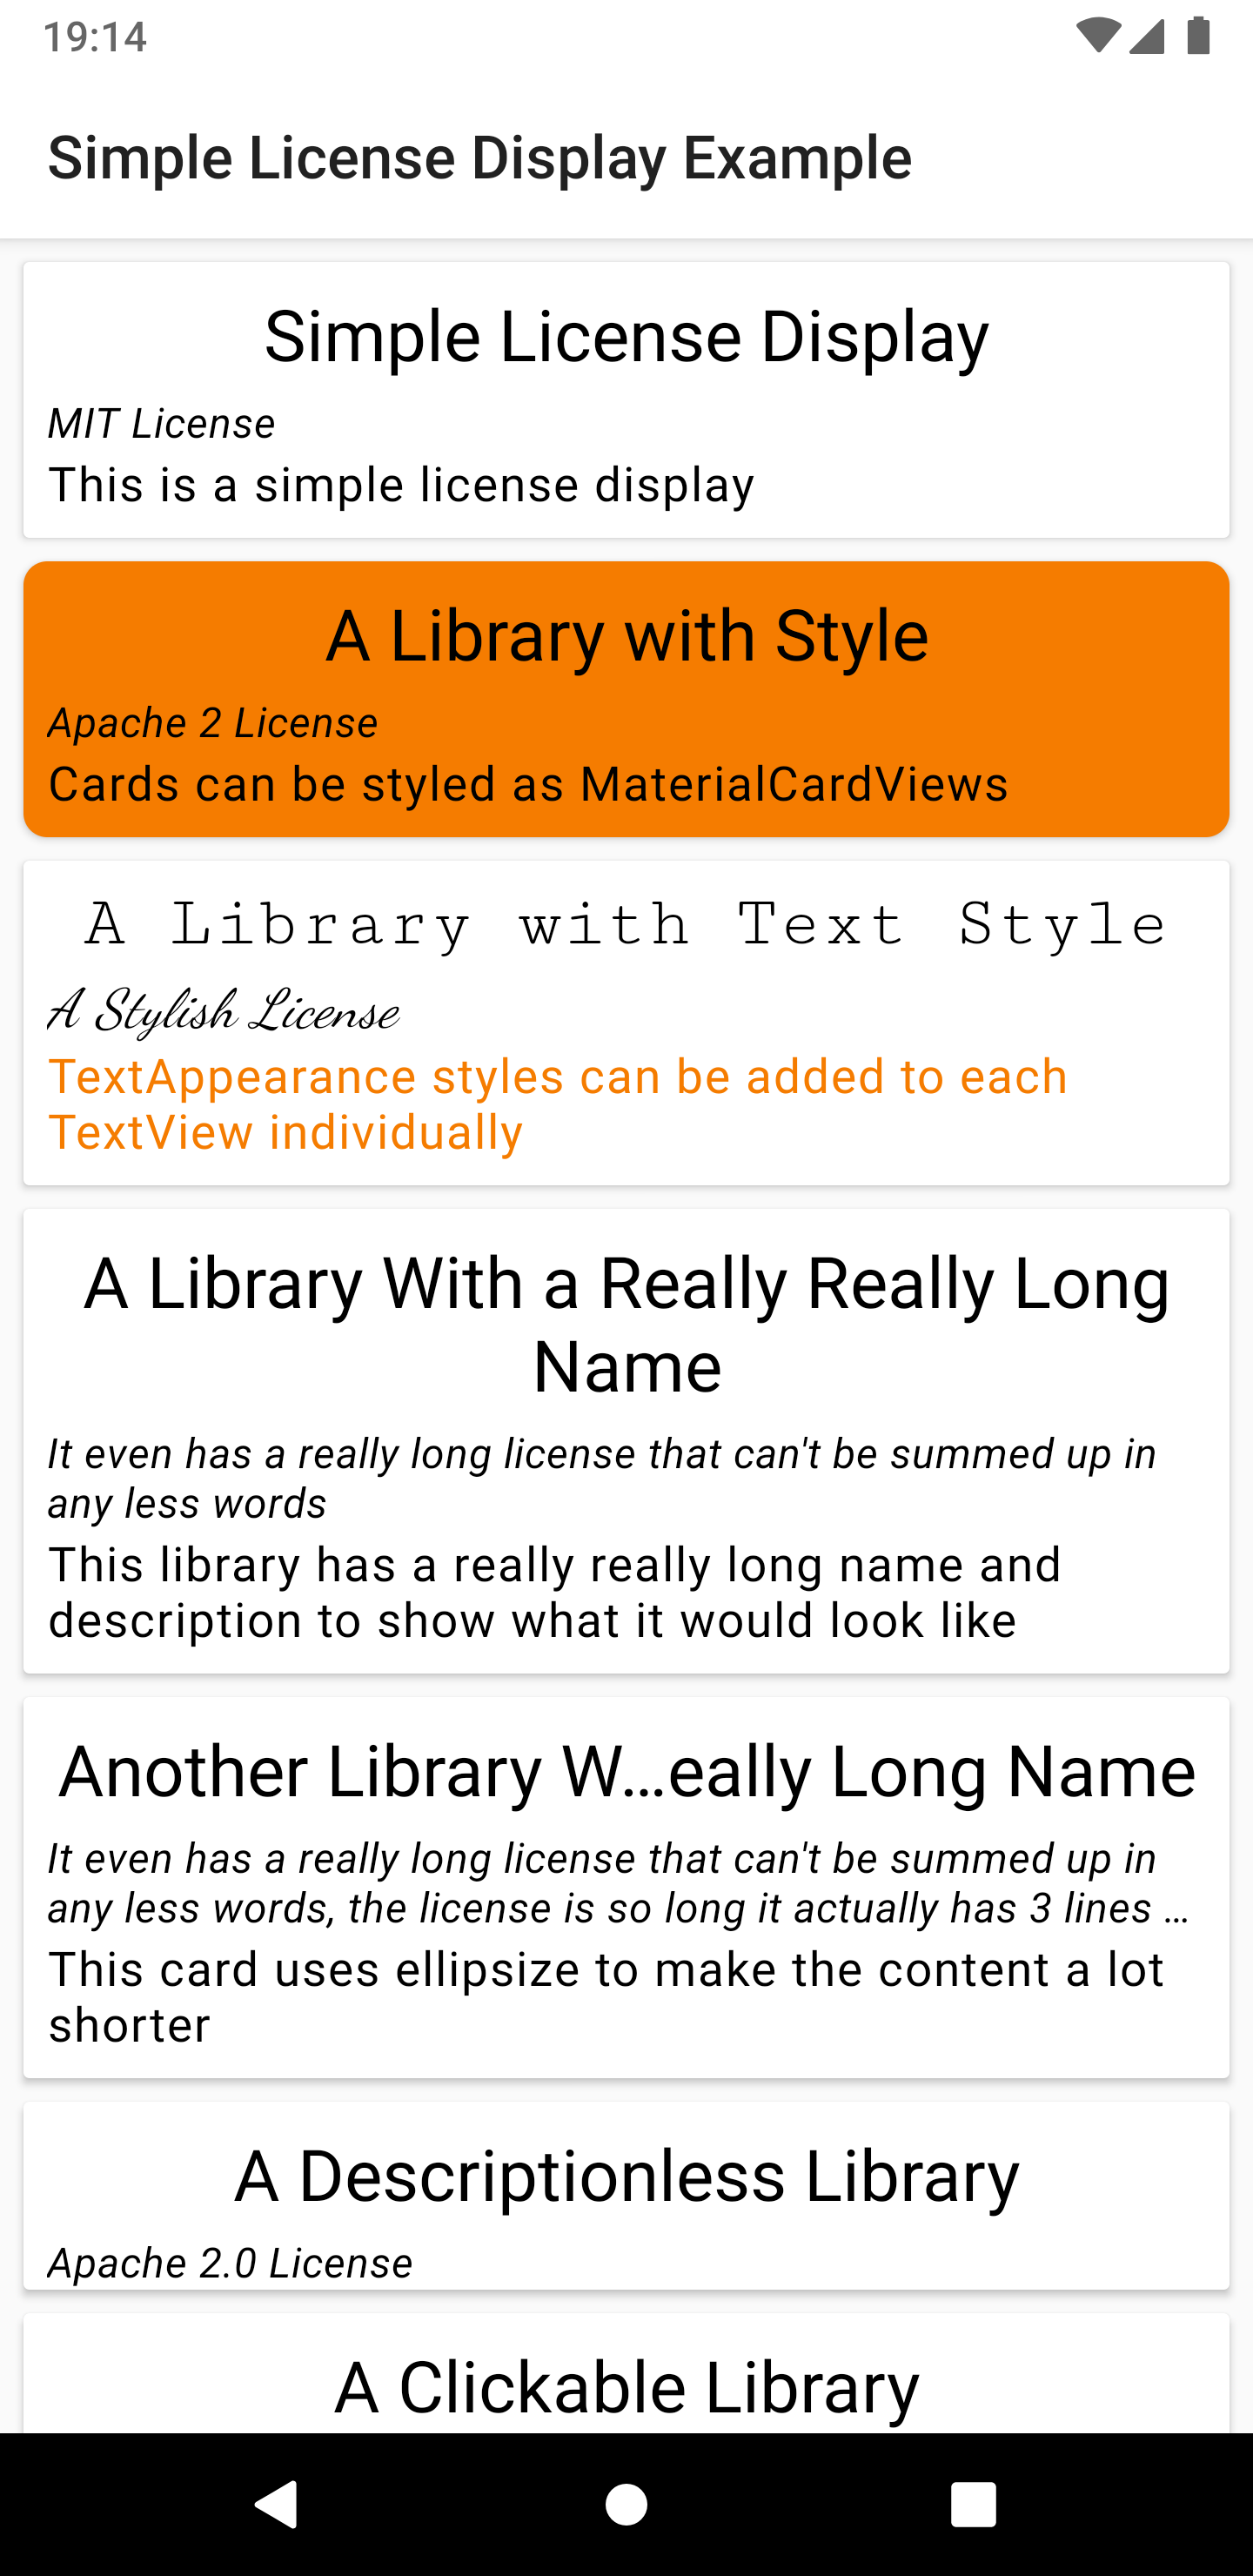 19:14
Simple License Display Example
Simple License Display
MIT License
This is a simple license display
A Library with Style
Apache 2 License
Cards can be styled as MaterialCardViews
A Library with Text Style
A Stylish License
TextAppearance styles can be added to each
TextView individually
A Library With a Really Really Long
Name
It even has a really long license that can't be summed up in
any less words
This library has a really really long name and
description to show what it would look like
Another Library W…eally Long Name
It even has a really long license that can't be summed up in
any less words, the license is so long it actually has 3 lines …
This card uses ellipsize to make the content a lot
shorter
A Descriptionless Library
Apache 2.0 License
A Clickable Library